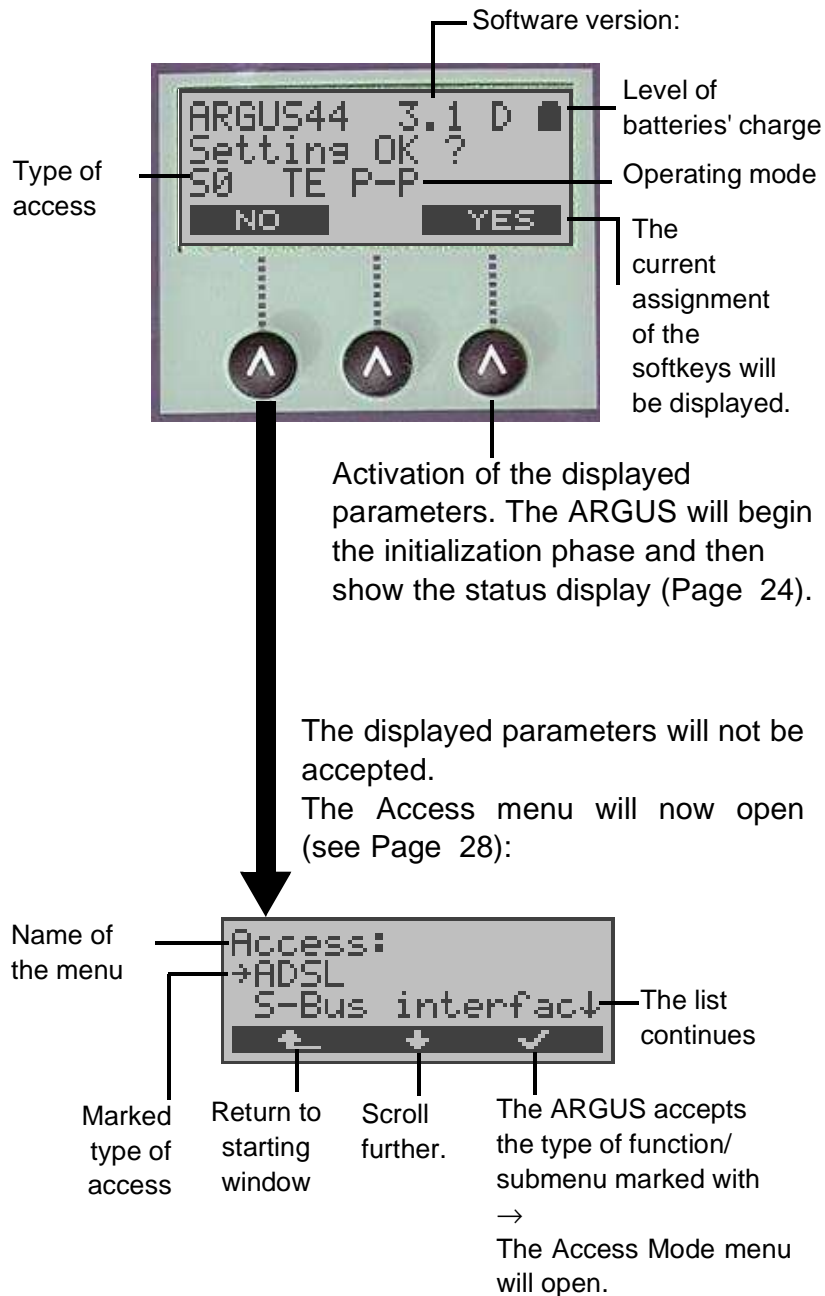 Software version:
ARGUS44 3.1 D
Setting OK ?
S0 TE P-P
NO YES
Level of
batteries' charge
Type of
access
Operating mode
The
current
assignment
of the
softkeys will
be displayed.
Activation of the displayed
parameters. The ARGUS will begin
the initialization phase and then
show the status display (Page 24).
The displayed parameters will not be
accepted.
The Access menu will now open
(see Page 28):
Name of
the menu
Access:
→ADSL
S-Bus interfac↓
The list
continues
Marked
type of
access
Return to
starting
window
Scroll
further.
The ARGUS accepts
the type of function/
submenu marked with
→
The Access Mode menu
will open.